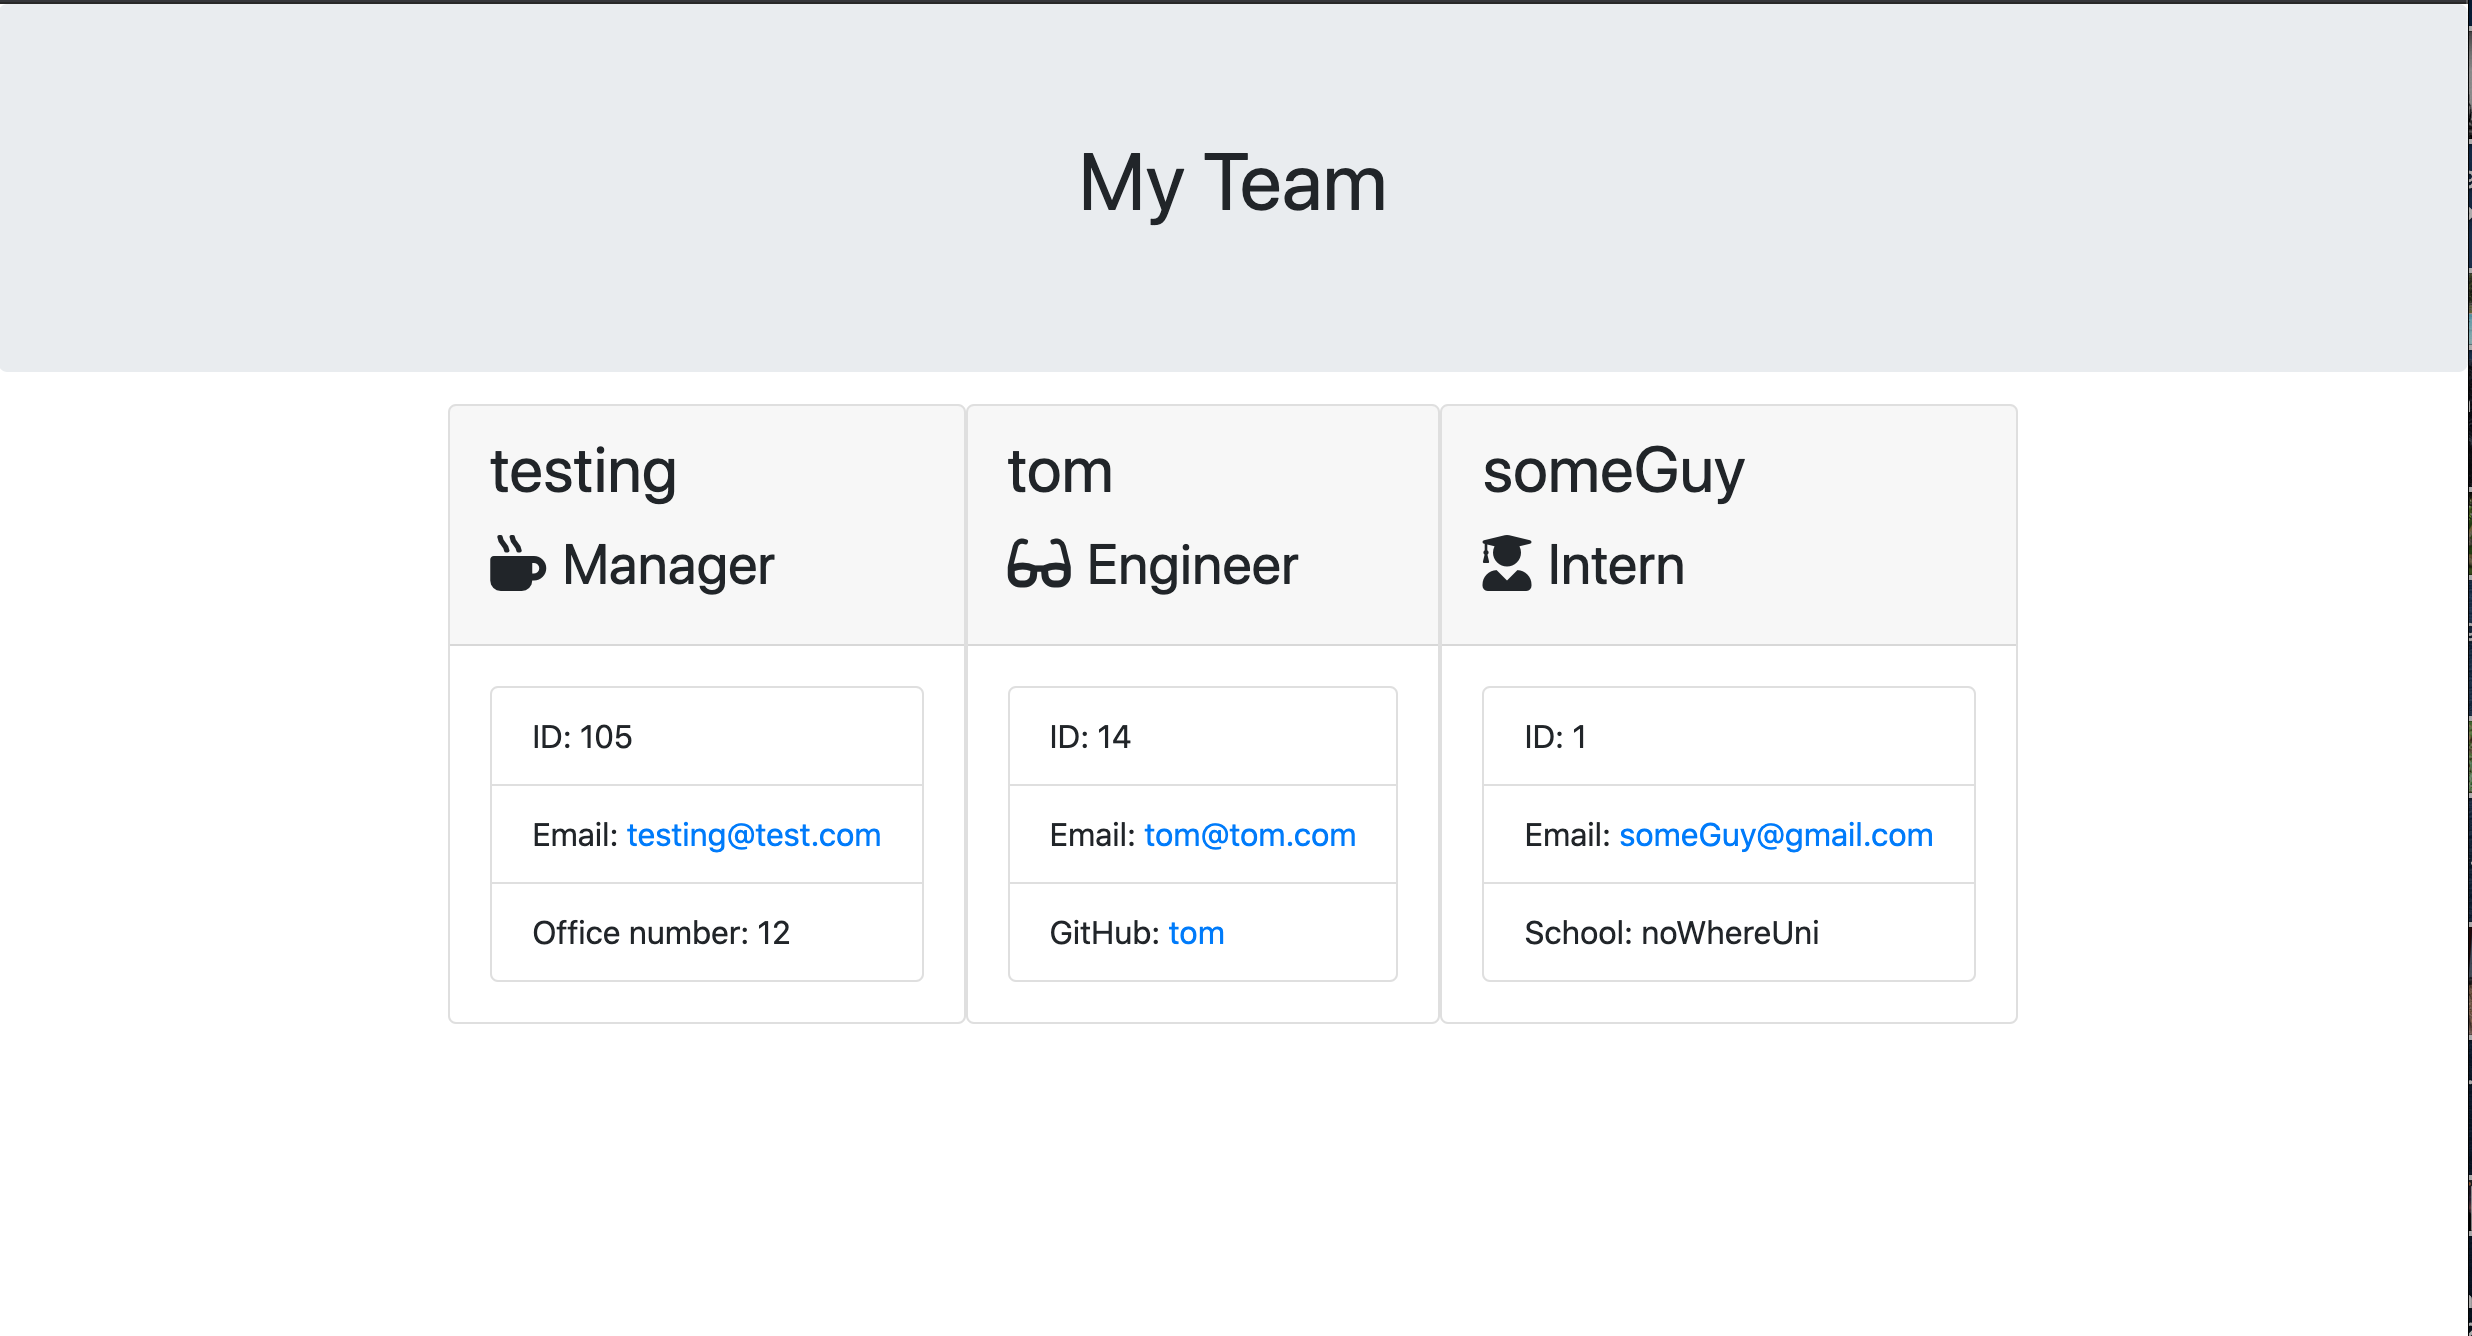 My Team
testing
Manager
ID: 105
Email: testing@test.com
Office number: 12
tom
Engineer
ID: 14
Email: tom@tom.com
GitHub: tom
someGuy
Intern
ID: 1
Email: someGuy@gmail.com
School: noWhereUni